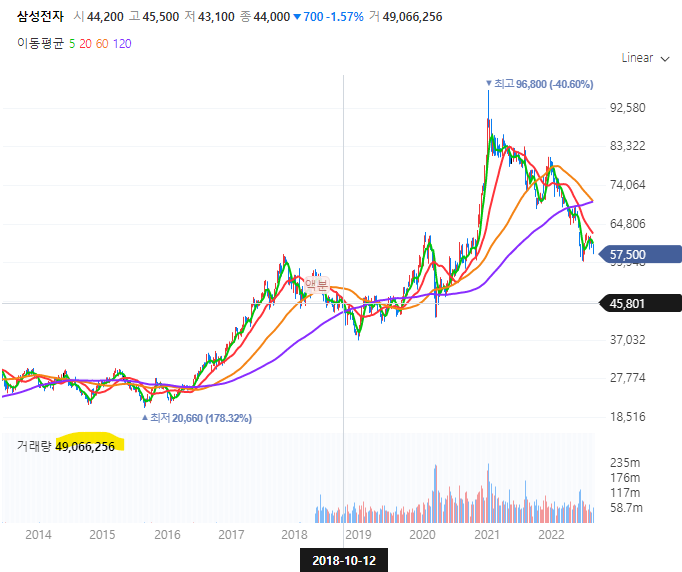 삼성전자 시 44,200 고 45,500 저 43,100 종 44,000 ▼700 -1.57% 거 49,066,256
이동평균 5 20 60 120
Linear
▼최고 96,800 (-40.60%)
92,580
83,322
74,064
64,806
57,500
액분
45,801
37,032
27,774
▲최저 20,660 (178.32%)
18,516
거래량 49,066,256
235m
176m
117m
58.7m
2014 2015 2016 2017 2018 2019 2020 2021 2022
2018-10-12